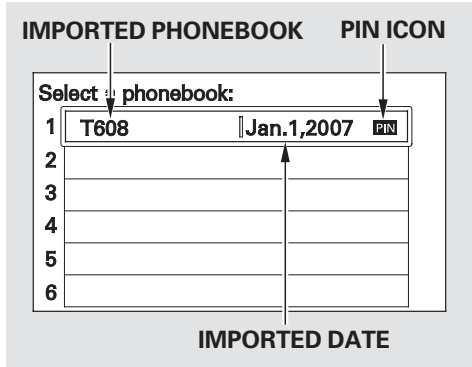 IMPORTED PHONEBOOK PIN ICON
Select a phonebook:
1 T608 Jan.1,2007 PIN
2
3
4
5
6
IMPORTED DATE